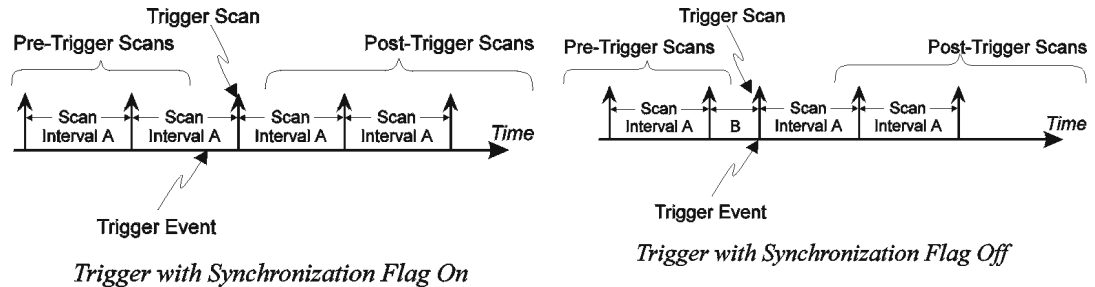 Trigger Scan
Pre-Trigger Scans
Post-Trigger Scans
Scan Interval A
Scan Interval A
Scan Interval A
Scan Interval A
Time
Trigger Event
Trigger with Synchronization Flag On
Trigger Scan
Pre-Trigger Scans
Post-Trigger Scans
Scan Interval A
B
Scan Interval A
Scan Interval A
Time
Trigger Event
Trigger with Synchronization Flag Off